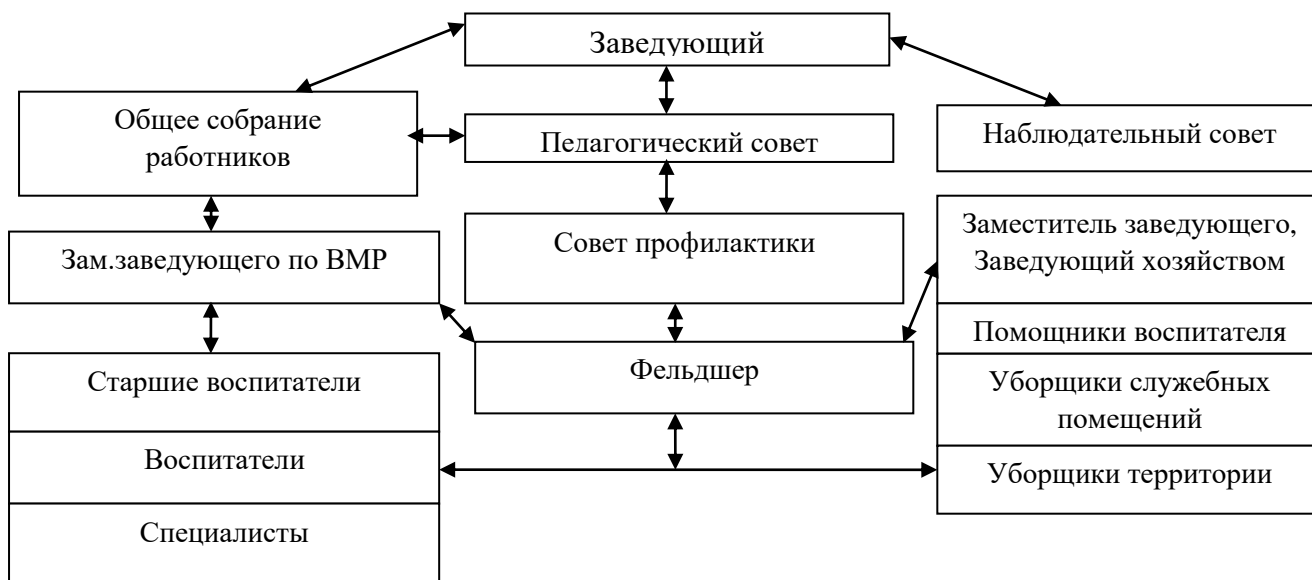 Заведующий
Общее собрание
работников
Педагогический совет
Наблюдательный совет
Зам.заведующего по ВМР
Совет профилактики
Заместитель заведующего,
Заведующий хозяйством
Помощники воспитателя
Старшие воспитатели
Фельдшер
Уборщики служебных
помещений
Воспитатели
Уборщики территории
Специалисты